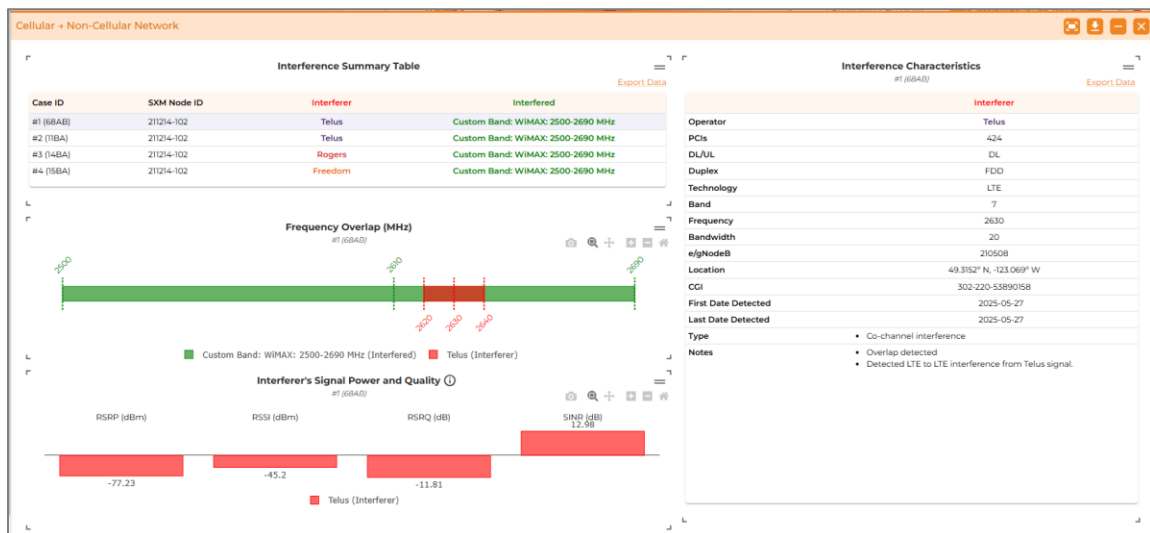 Cellular → Non-Cellular Network
Interference Summary Table
Export Data
Case ID SXM Node ID Interferer Interfered
#1 (68AB) 211214-102 Telus Custom Band: WiMAX: 2500-2690 MHz
#2 (11BA) 211214-102 Telus Custom Band: WiMAX: 2500-2690 MHz
#3 (14BA) 211214-102 Rogers Custom Band: WiMAX: 2500-2690 MHz
#4 (15BA) 211214-102 Freedom Custom Band: WiMAX: 2500-2690 MHz
Frequency Overlap (MHz)
#1 (68AB)
2500 2610 2690
2620 2630 2640
Custom Band: WiMAX: 2500-2690 MHz (Interfered) Telus (Interferer)
Interferer's Signal Power and Quality
#1 (68AB)
RSRP (dBm) RSSI (dBm) RSRQ (dB) SINR (dB)
12.98
-77.23 -45.2 -11.81
Telus (Interferer)
Interference Characteristics
#1 (68AB)
Export Data
Interferer
Operator Telus
PCIs 424
DL/UL DL
Duplex FDD
Technology LTE
Band 7
Frequency 2630
Bandwidth 20
e/gNodeB 210508
Location 49.3152° N, -123.069° W
CGI 302-220-53890158
First Date Detected 2025-05-27
Last Date Detected 2025-05-27
Type • Co-channel interference
Notes • Overlap detected
• Detected LTE to LTE interference from Telus signal.